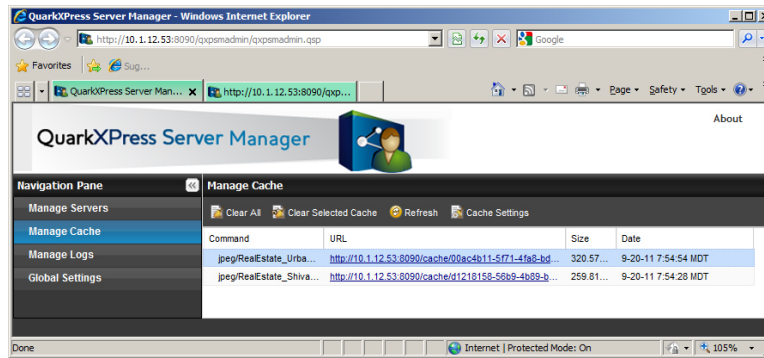 QuarkXPress Server Manager - Windows Internet Explorer
http://10.1.12.53:8090/qxpsmadmin/qxpsmadmin.qsp
Google
Favorites Sug...
QuarkXPress Server Man... X http://10.1.12.53:8090/qxp...
Page Safety Tools
About
QuarkXPress Server Manager
Navigation Pane
Manage Cache
Manage Servers
Manage Cache
Manage Logs
Global Settings
Clear All Clear Selected Cache Refresh Cache Settings
Command URL Size Date
jpeg/RealEstate_Urba... http://10.1.12.53:8090/cache/00ac4b11-5f71-4fa8-bd... 320.57... 9-20-11 7:54:54 MDT
jpeg/RealEstate_Shiva... http://10.1.12.53:8090/cache/d1218158-56b9-4b89-b... 259.81... 9-20-11 7:54:28 MDT
Done Internet | Protected Mode: On 105%